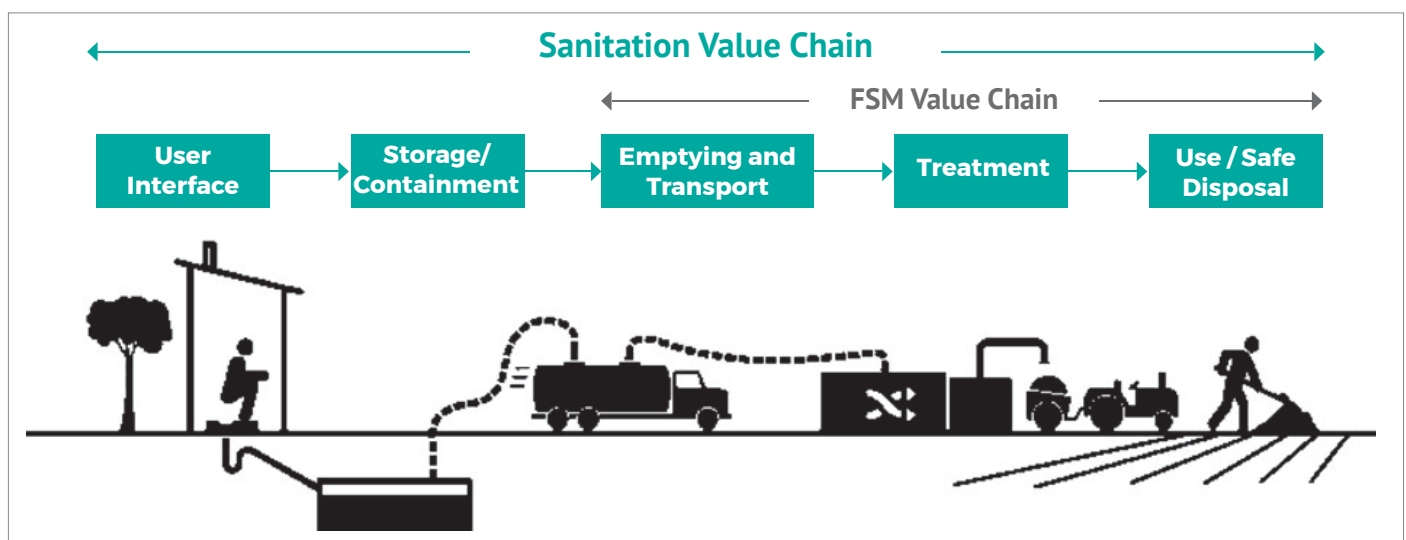 Sanitation Value Chain
FSM Value Chain
User
Interface
Storage/
Containment
Emptying and
Transport
Treatment
Use / Safe
Disposal